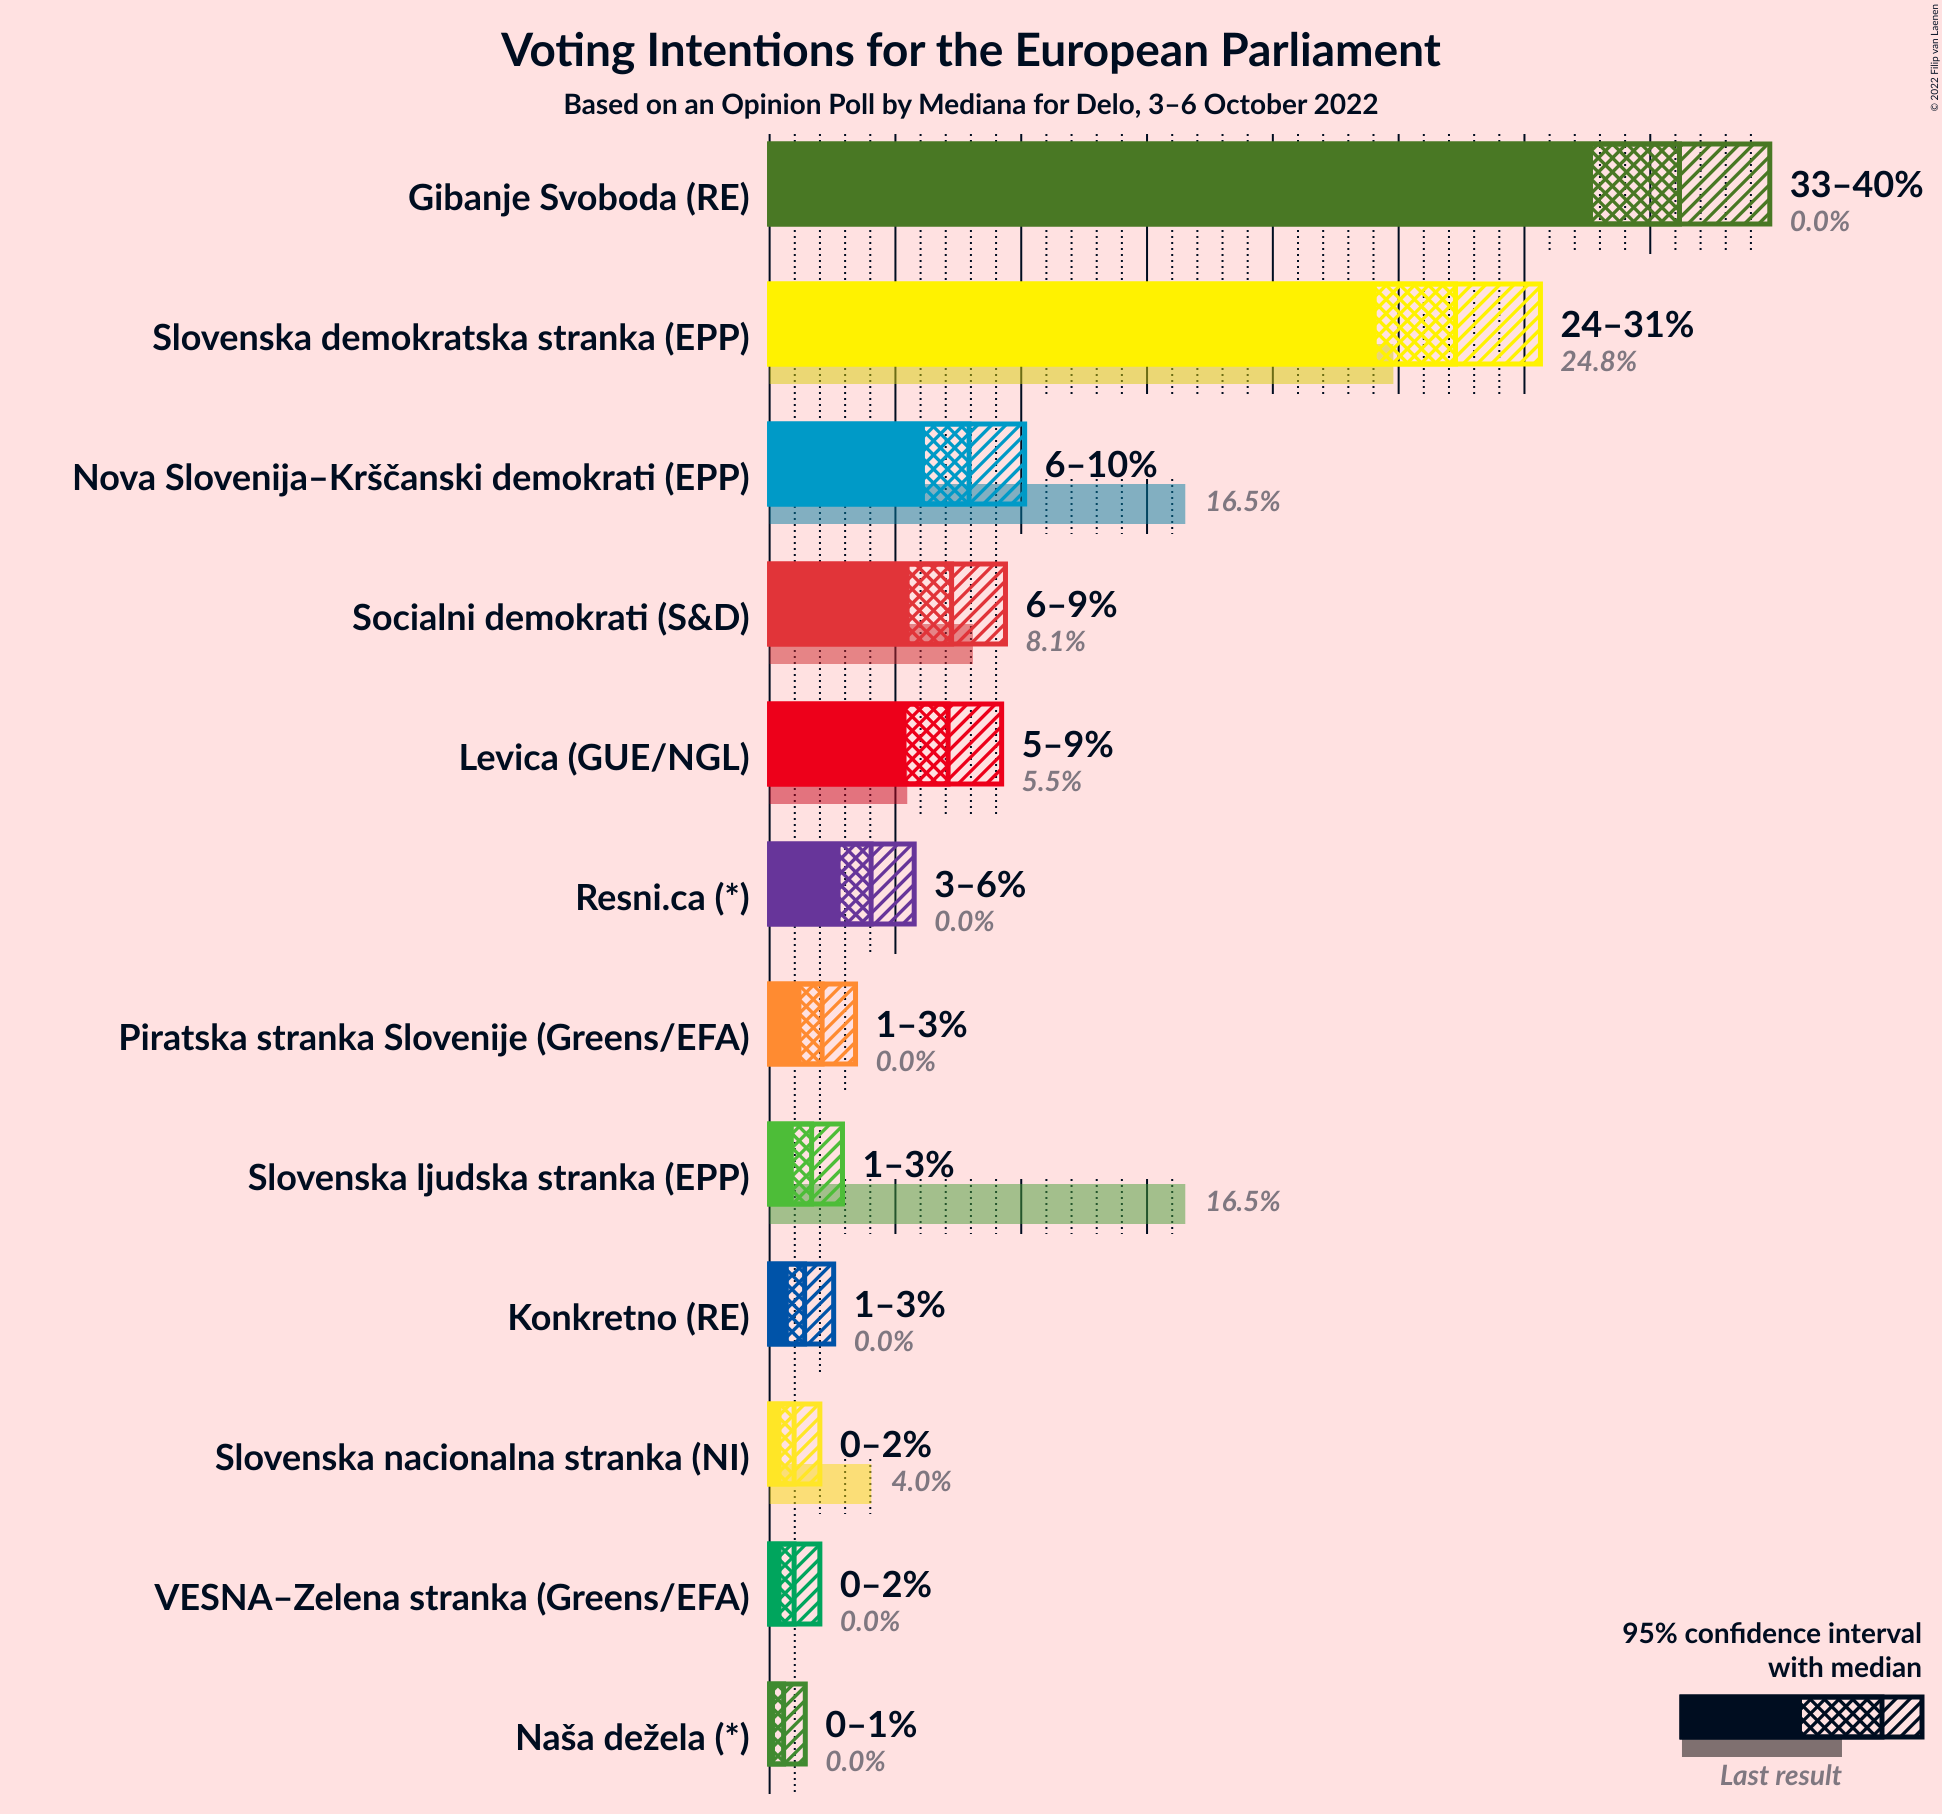 Voting Intentions for the European Parliament
Based on an Opinion Poll by Mediana for Delo, 3–6 October 2022
© 2022 Filip van Laenen
Gibanje Svoboda (RE)
33–40%
0.0%
Slovenska demokratska stranka (EPP)
24–31%
24.8%
Nova Slovenija–Krščanski demokrati (EPP)
6–10%
16.5%
Socialni demokrati (S&D)
6–9%
8.1%
Levica (GUE/NGL)
5–9%
5.5%
Resni.ca (*)
3–6%
0.0%
Piratska stranka Slovenije (Greens/EFA)
1–3%
0.0%
Slovenska ljudska stranka (EPP)
1–3%
16.5%
Konkretno (RE)
1–3%
0.0%
Slovenska nacionalna stranka (NI)
0–2%
4.0%
VESNA–Zelena stranka (Greens/EFA)
0–2%
0.0%
Naša dežela (*)
0–1%
0.0%
95% confidence interval
with median
Last result